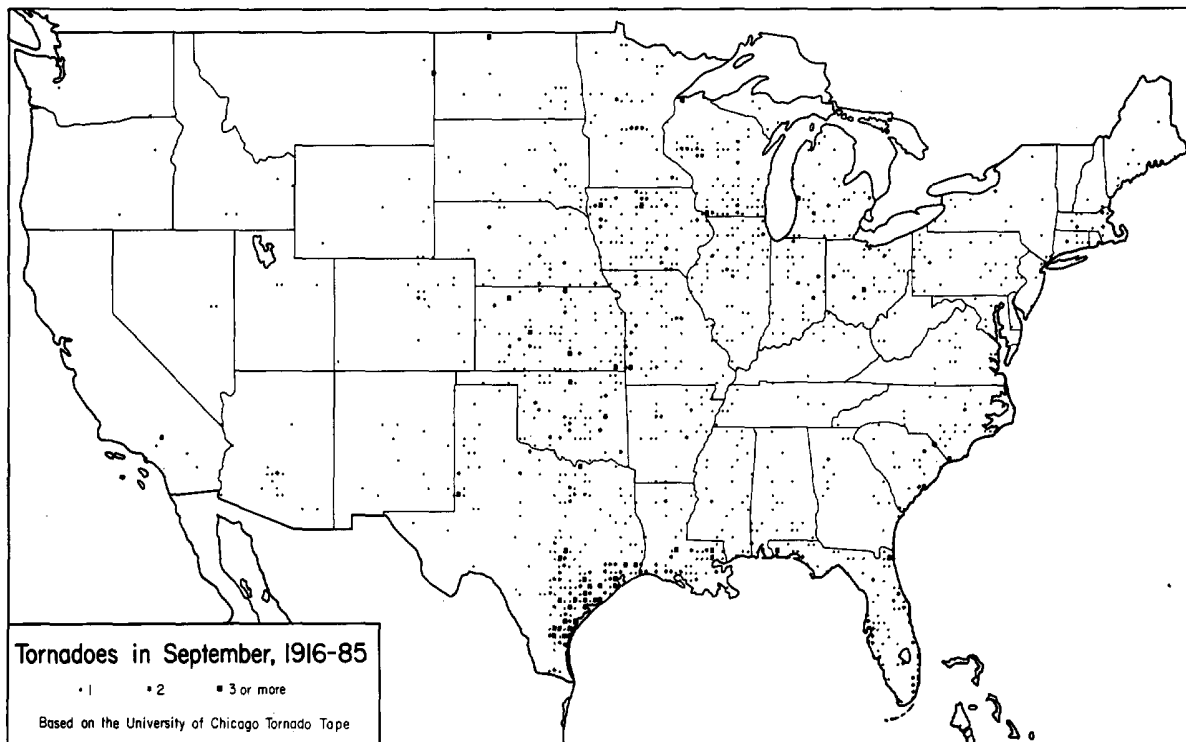 Tornadoes in September, 1916-85
1 2 3 or more
Based on the University of Chicago Tornado Tape